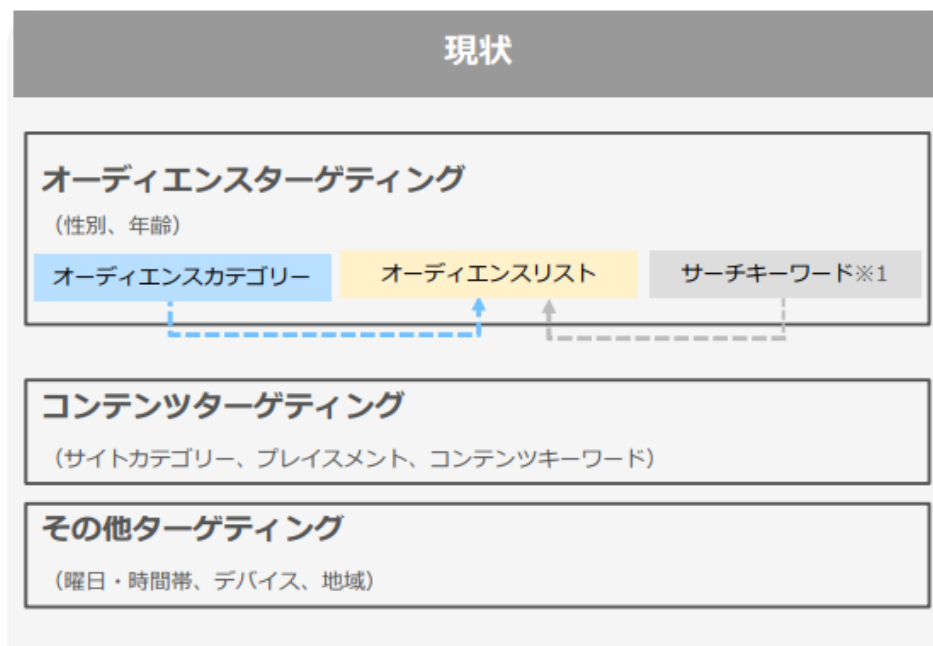 現状
オーディエンスターゲティング
（性別、年齢）
オーディエンスカテゴリー
オーディエンスリスト
サーチキーワード※1
コンテンツターゲティング
（サイトカテゴリー、プレイスメント、コンテンツキーワード）
その他ターゲティング
（曜日・時間帯、デバイス、地域）